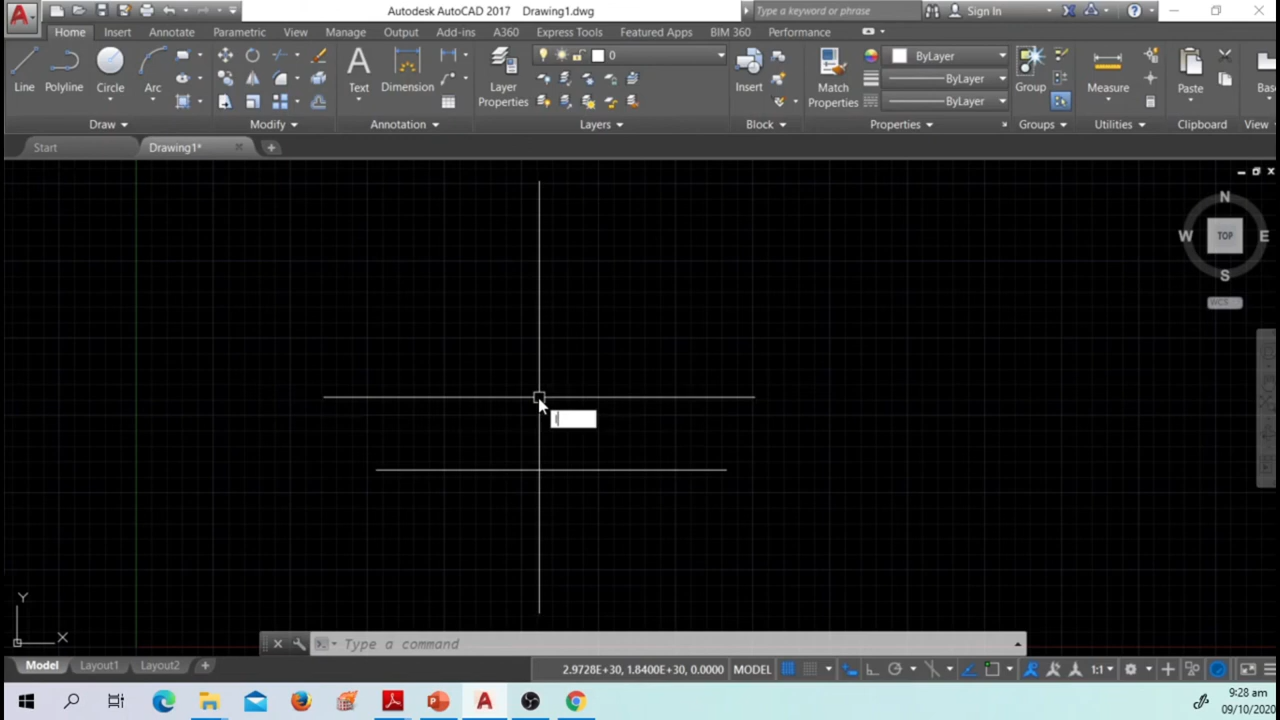 Autodesk AutoCAD 2017 Drawing1.dwg
Type a keyword or phrase
Sign In
Home Insert Annotate Parametric View Manage Output Add-ins A360 Express Tools Featured Apps BIM 360 Performance
0
ByLayer
ByLayer
ByLayer
Line Polyline Circle Arc
Text Dimension
Layer Properties
Insert
Match Properties
Group
Measure
Paste
Draw Modify Annotation Layers Block Properties Groups Utilities Clipboard View
Start Drawing1*
N
W TOP E
S
WCS
Y
X
Type a command
Model Layout1 Layout2
2.9728E+30, 1.8400E+30, 0.0000 MODEL 1:1
9:28 am
09/10/2020